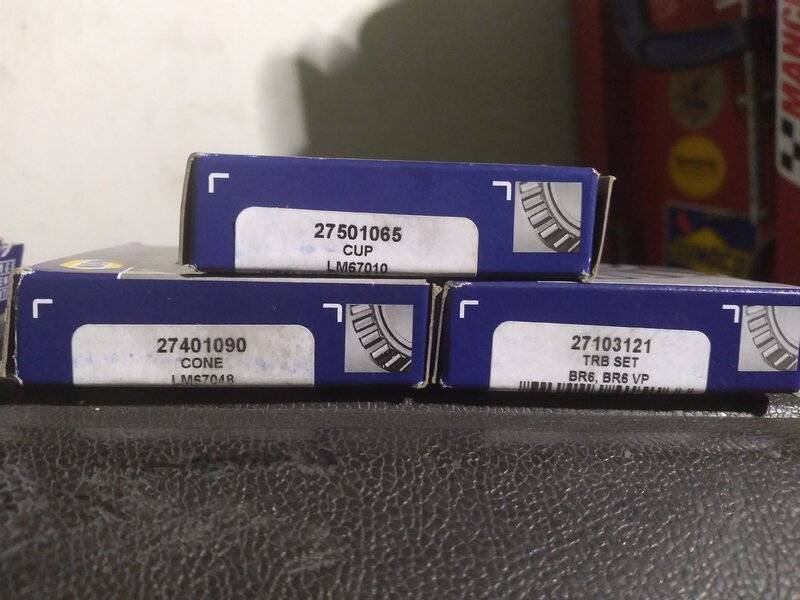 27501065
CUP
LM67010
27401090
CONE
LM67048
27103121
TRB SET
BR6, BR6 VP